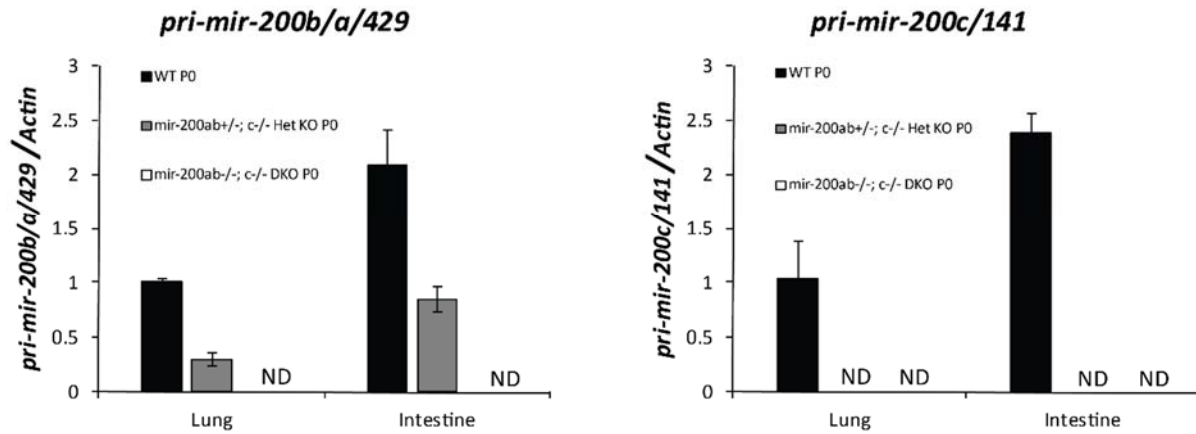 pri-mir-200b/a/429
pri-mir-200b/a/429/Actin
3
2.5
2
1.5
1
0.5
0
WT P0
mir-200ab+/-; c-/- Het KO P0
mir-200ab-/-; c-/- DKO P0
ND
ND
Lung
Intestine
pri-mir-200c/141
pri-mir-200c/141/Actin
3
2.5
2
1.5
1
0.5
0
WT P0
mir-200ab+/-; c-/- Het KO P0
mir-200ab-/-; c-/- DKO P0
ND ND
ND ND
Lung
Intestine